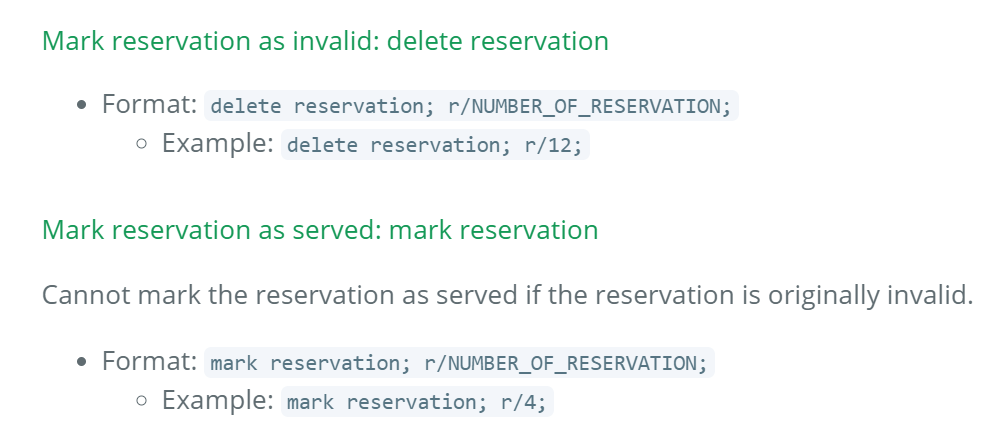 Mark reservation as invalid: delete reservation
Format: delete reservation; r/NUMBER_OF_RESERVATION;
Example: delete reservation; r/12;
Mark reservation as served: mark reservation
Cannot mark the reservation as served if the reservation is originally invalid.
Format: mark reservation; r/NUMBER_OF_RESERVATION;
Example: mark reservation; r/4;